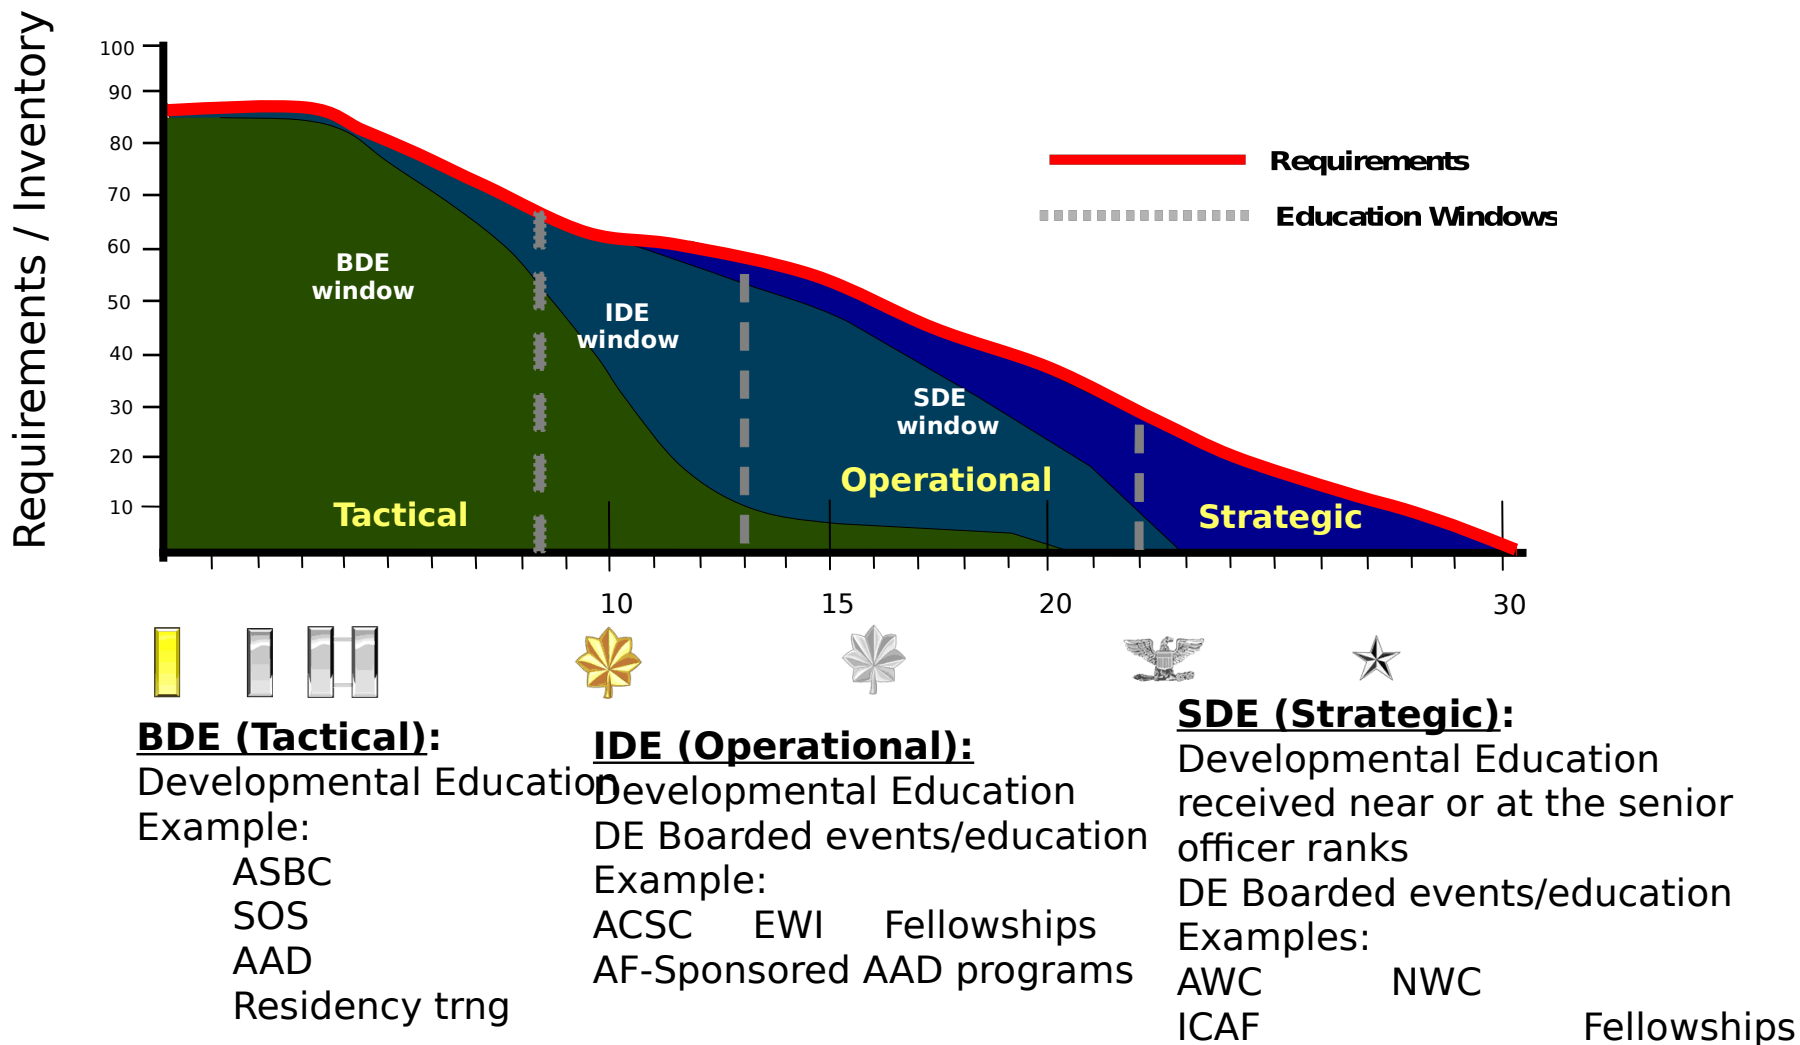 Requirements / Inventory
100
90
80
70
60
50
40
30
20
10
Requirements
Education Windows
BDE
window
IDE
window
SDE
window
Tactical
Operational
Strategic
10
15
20
30
BDE (Tactical):
Developmental Education
Example:
ASBC
SOS
AAD
Residency trng
IDE (Operational):
Developmental Education
DE Boarded events/education
Example:
ACSC EWI Fellowships
AF-Sponsored AAD programs
SDE (Strategic):
Developmental Education
received near or at the senior
officer ranks
DE Boarded events/education
Examples:
AWC NWC
ICAF Fellowships